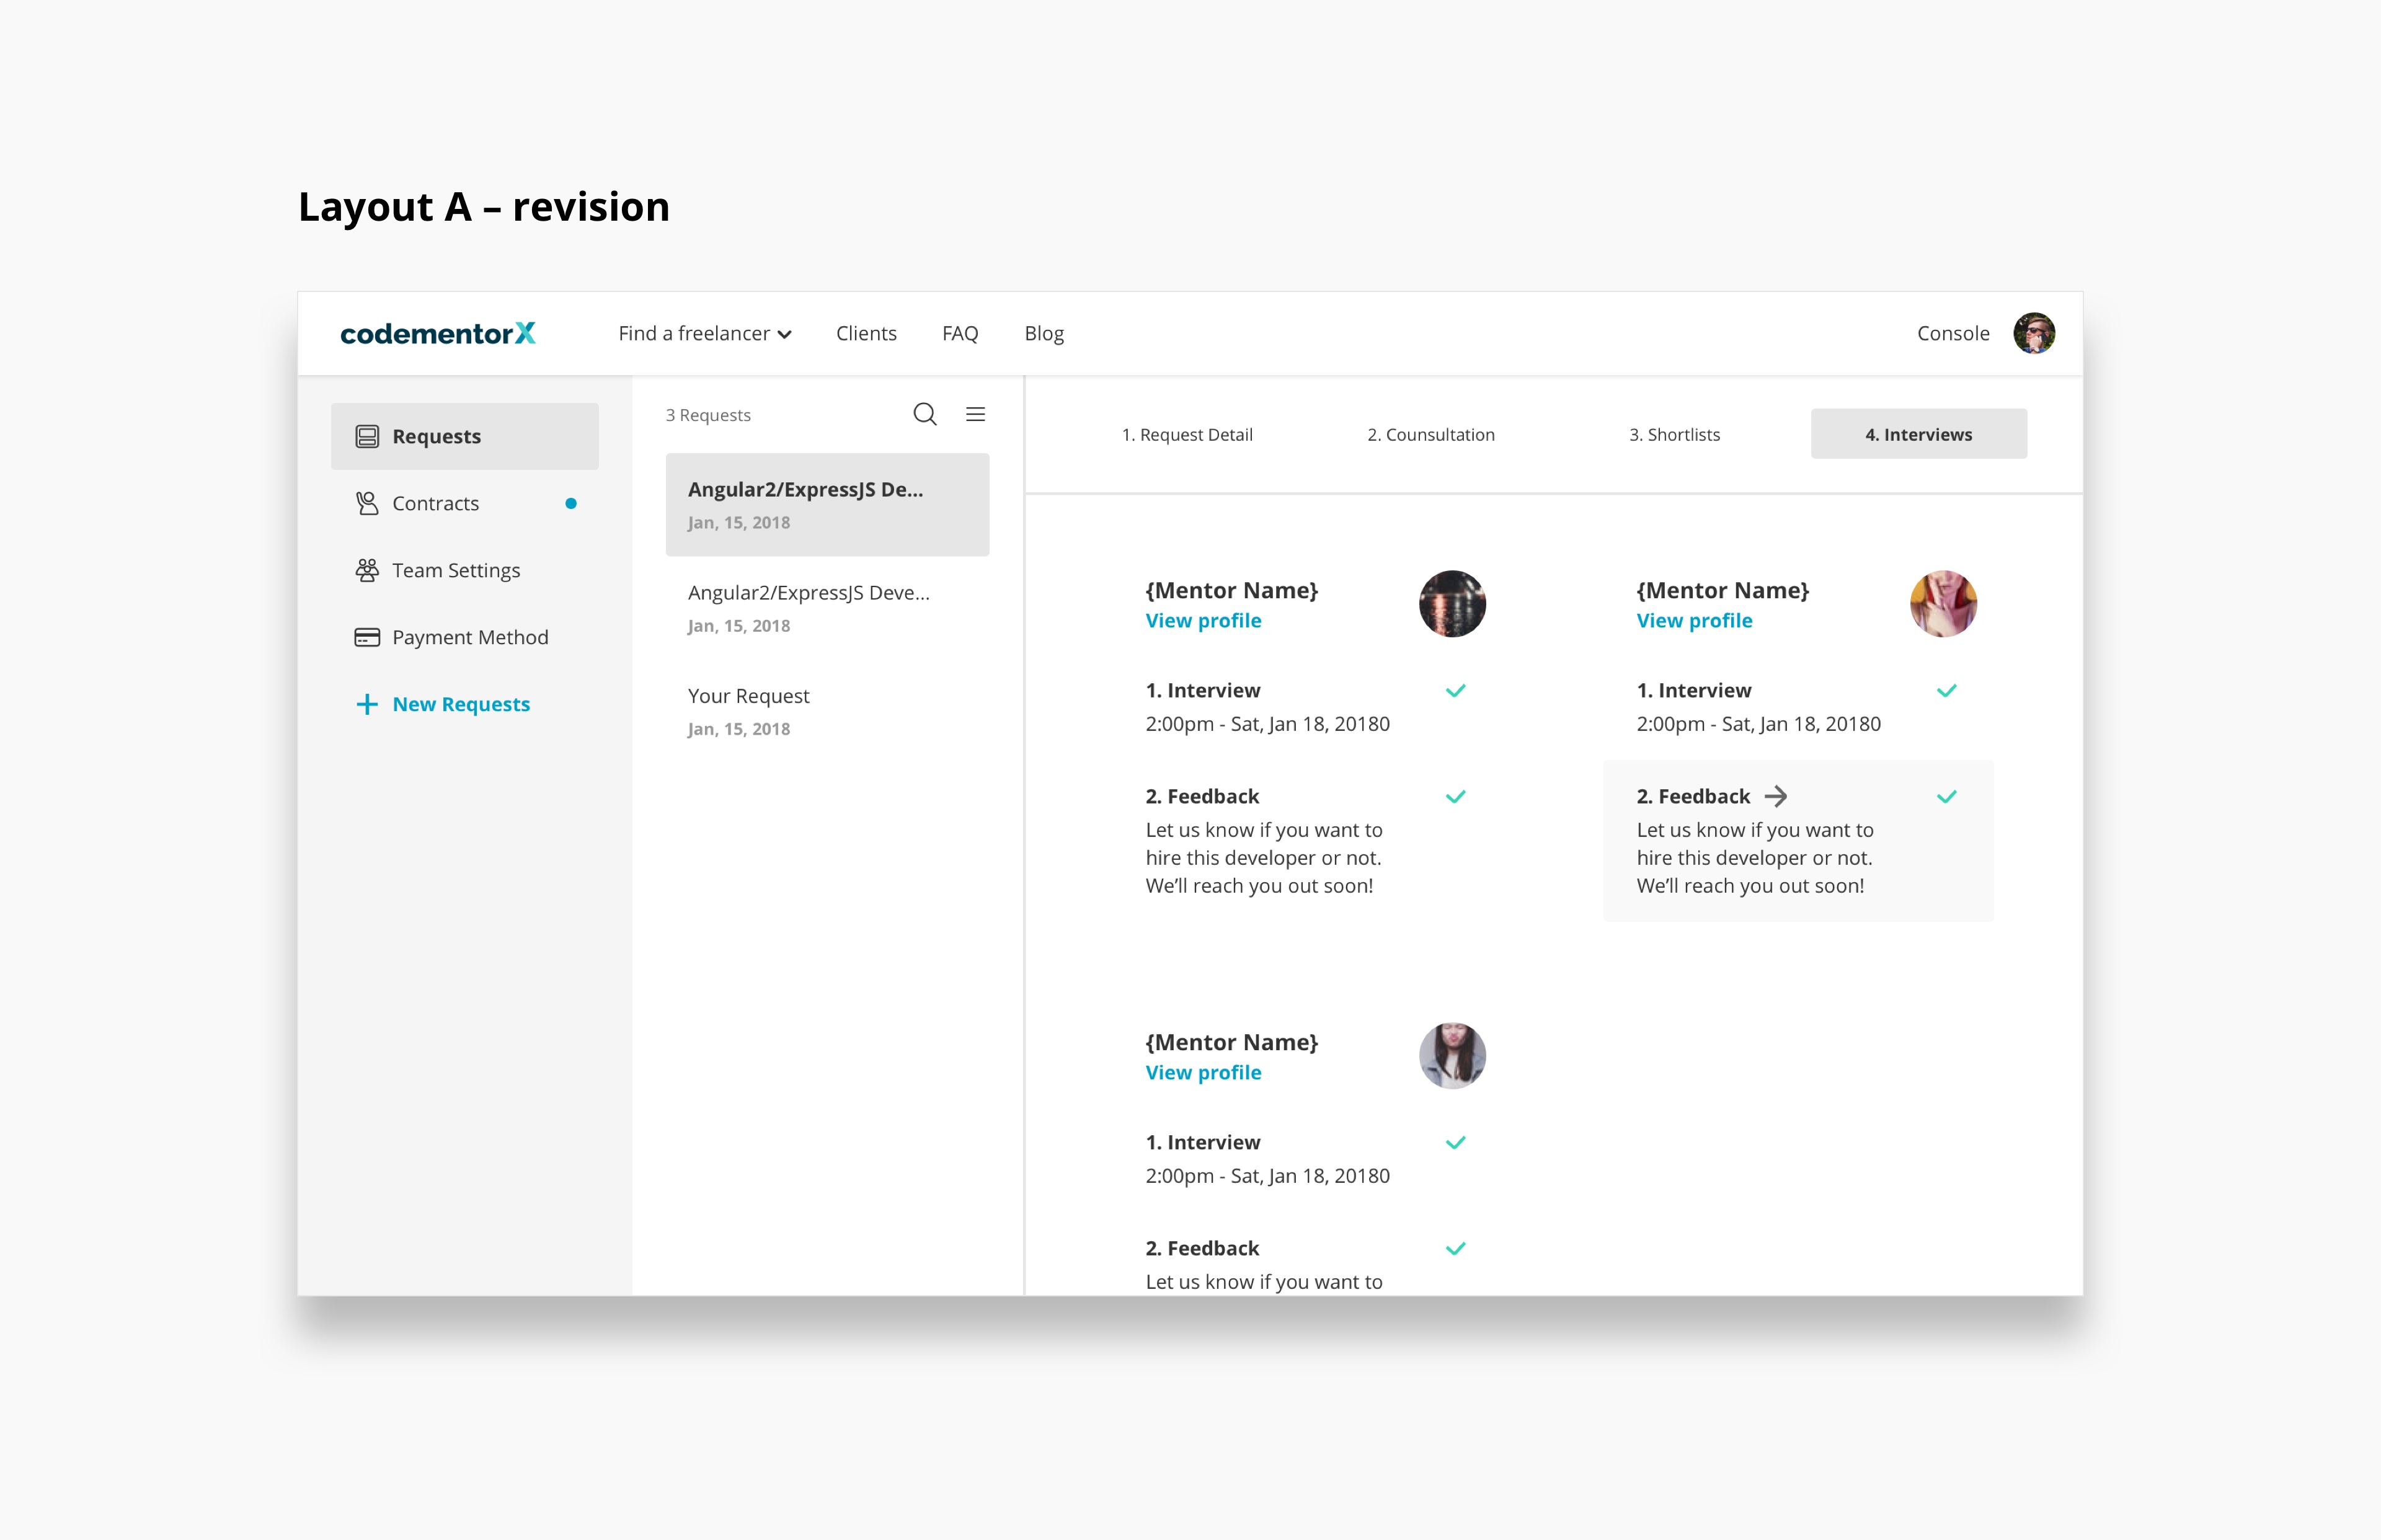 Layout A – revision
codementorX
Find a freelancer
Clients
FAQ
Blog
Console
Requests
Contracts
Team Settings
Payment Method
New Requests
3 Requests
Angular2/ExpressJS De...
Jan, 15, 2018
Angular2/ExpressJS Deve...
Jan, 15, 2018
Your Request
Jan, 15, 2018
1. Request Detail
2. Counsultation
3. Shortlists
4. Interviews
{Mentor Name}
View profile
1. Interview
2:00pm - Sat, Jan 18, 20180
2. Feedback
Let us know if you want to
hire this developer or not.
We’ll reach you out soon!
{Mentor Name}
View profile
1. Interview
2:00pm - Sat, Jan 18, 20180
2. Feedback
Let us know if you want to
hire this developer or not.
We’ll reach you out soon!
{Mentor Name}
View profile
1. Interview
2:00pm - Sat, Jan 18, 20180
2. Feedback
Let us know if you want to